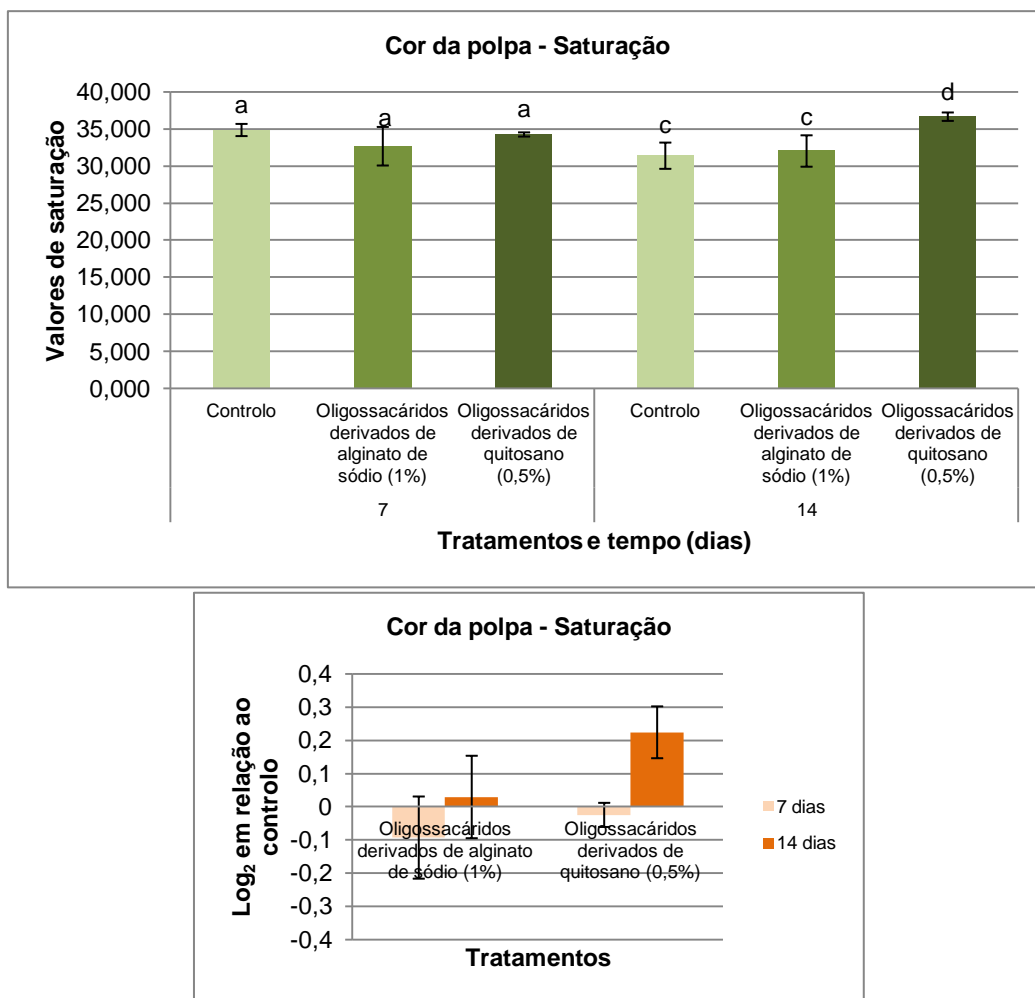 Cor da polpa - Saturação
Valores de saturação
40,000
35,000
30,000
25,000
20,000
15,000
10,000
5,000
0,000
a
a
a
c
c
d
Controlo
Oligossacáridos
derivados de
alginato de
sódio (1%)
Oligossacáridos
derivados de
quitosano
(0,5%)
Controlo
Oligossacáridos
derivados de
alginato de
sódio (1%)
Oligossacáridos
derivados de
quitosano
(0,5%)
7
14
Tratamentos e tempo (dias)
Cor da polpa - Saturação
Log₂ em relação ao
controlo
0,4
0,3
0,2
0,1
0
-0,1
-0,2
-0,3
-0,4
Oligossacáridos
derivados de alginato
de sódio (1%)
Oligossacáridos
derivados de
quitosano (0,5%)
7 dias
14 dias
Tratamentos